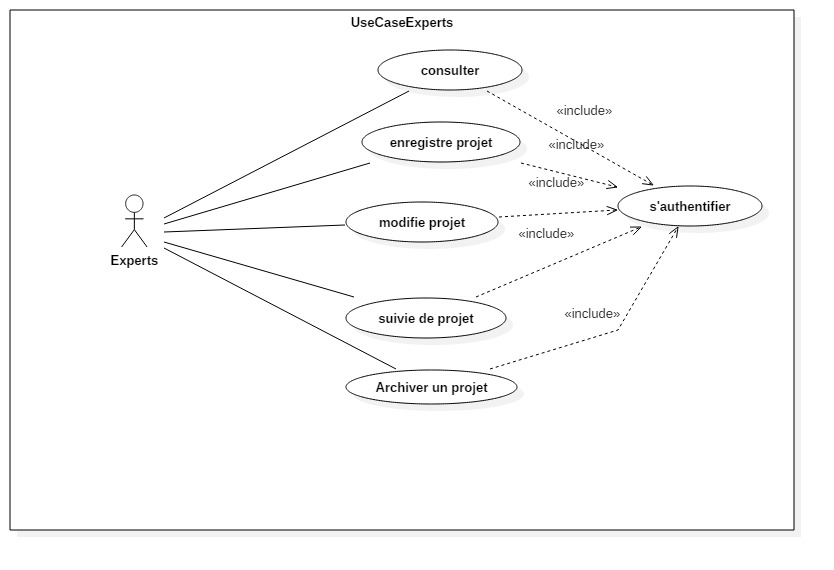 UseCaseExperts
consulter
«include»
enregistre projet
«include»
«include»
s'authentifier
modifie projet
«include»
Experts
suivie de projet
«include»
Archiver un projet